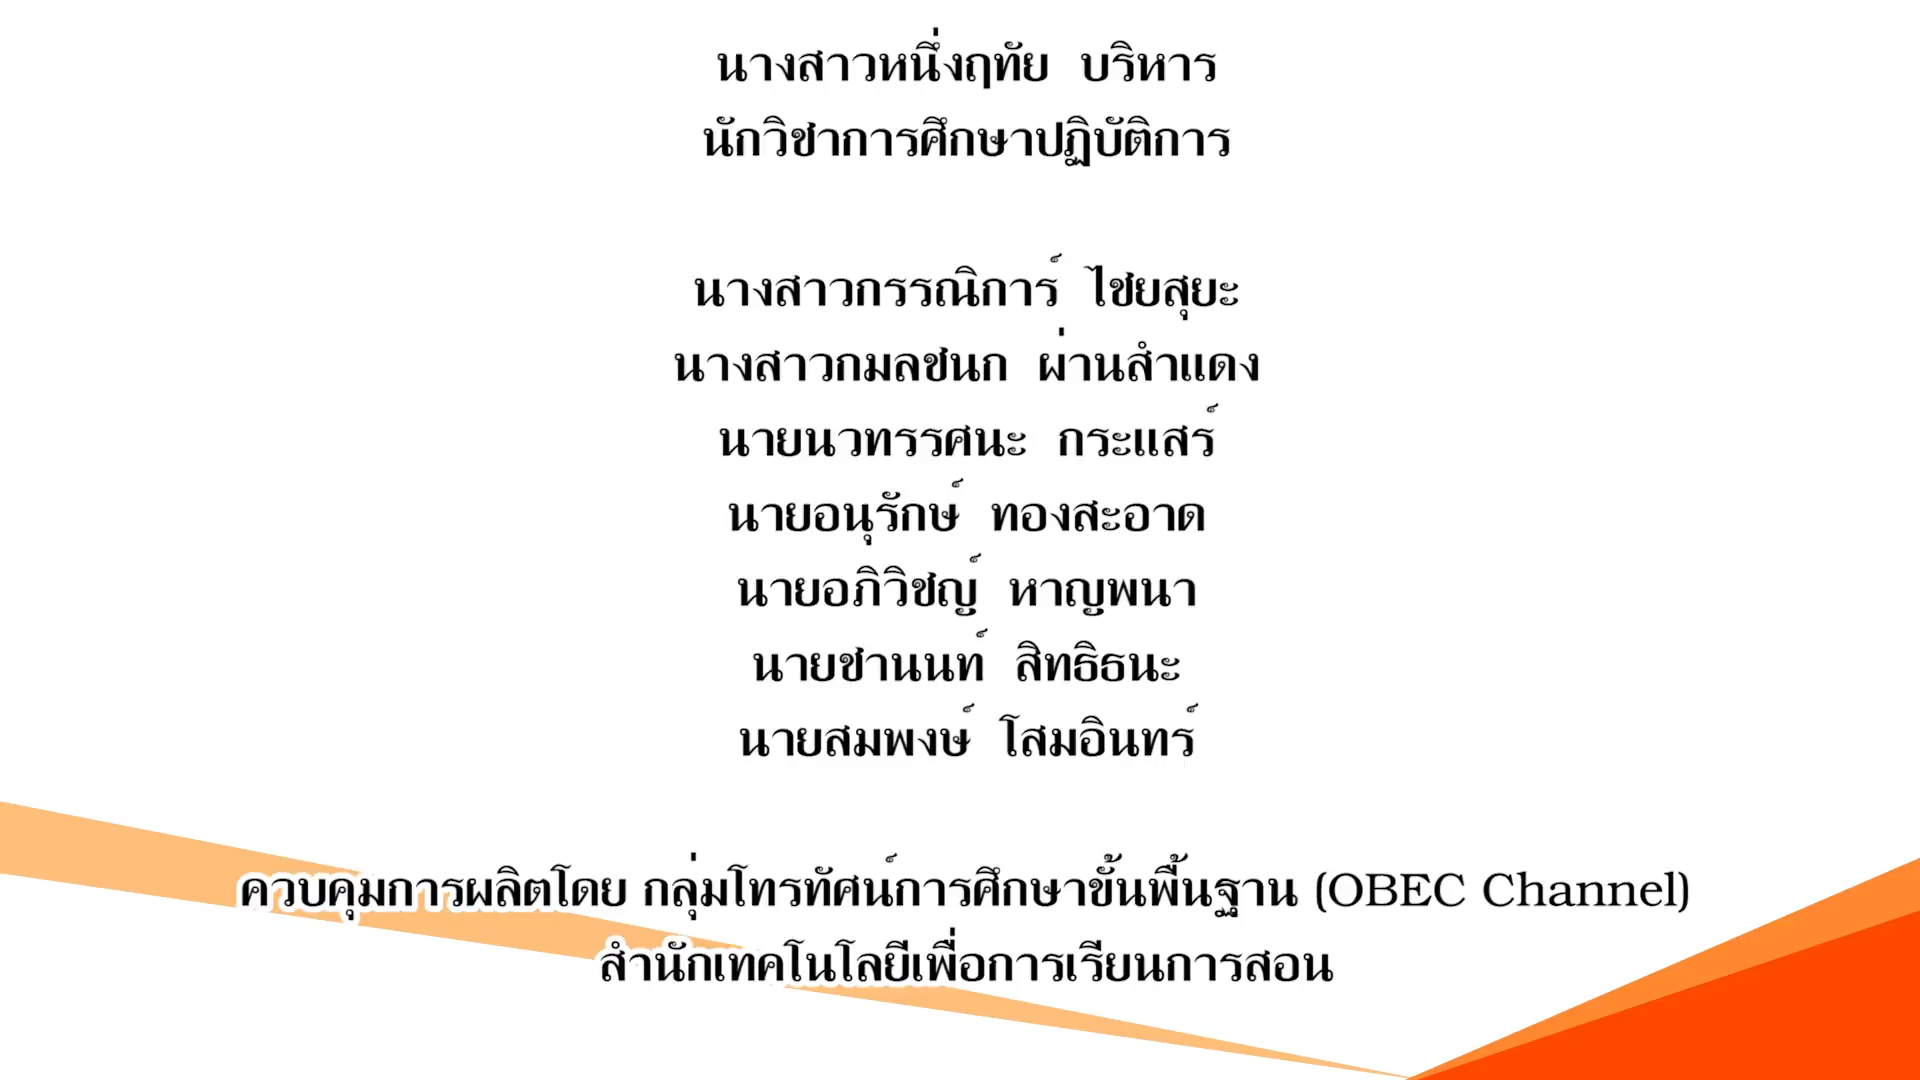 นางสาวหนึ่งฤทัย บริหาร
นักวิชาการศึกษาปฏิบัติการ
นางสาวกรรณิการ์ ไชยสุยะ
นางสาวกมลชนก ผ่านสำแดง
นายนวทรรศนะ กระแสร์
นายอนุรักษ์ ทองสะอาด
นายอภิวิชญ์ หาญพนา
นายชานนท์ สิทธิธนะ
นายสมพงษ์ โสมอินทร์
ควบคุมการผลิตโดย กลุ่มโทรทัศน์การศึกษาขั้นพื้นฐาน (OBEC Channel)
สำนักเทคโนโลยีเพื่อการเรียนการสอน